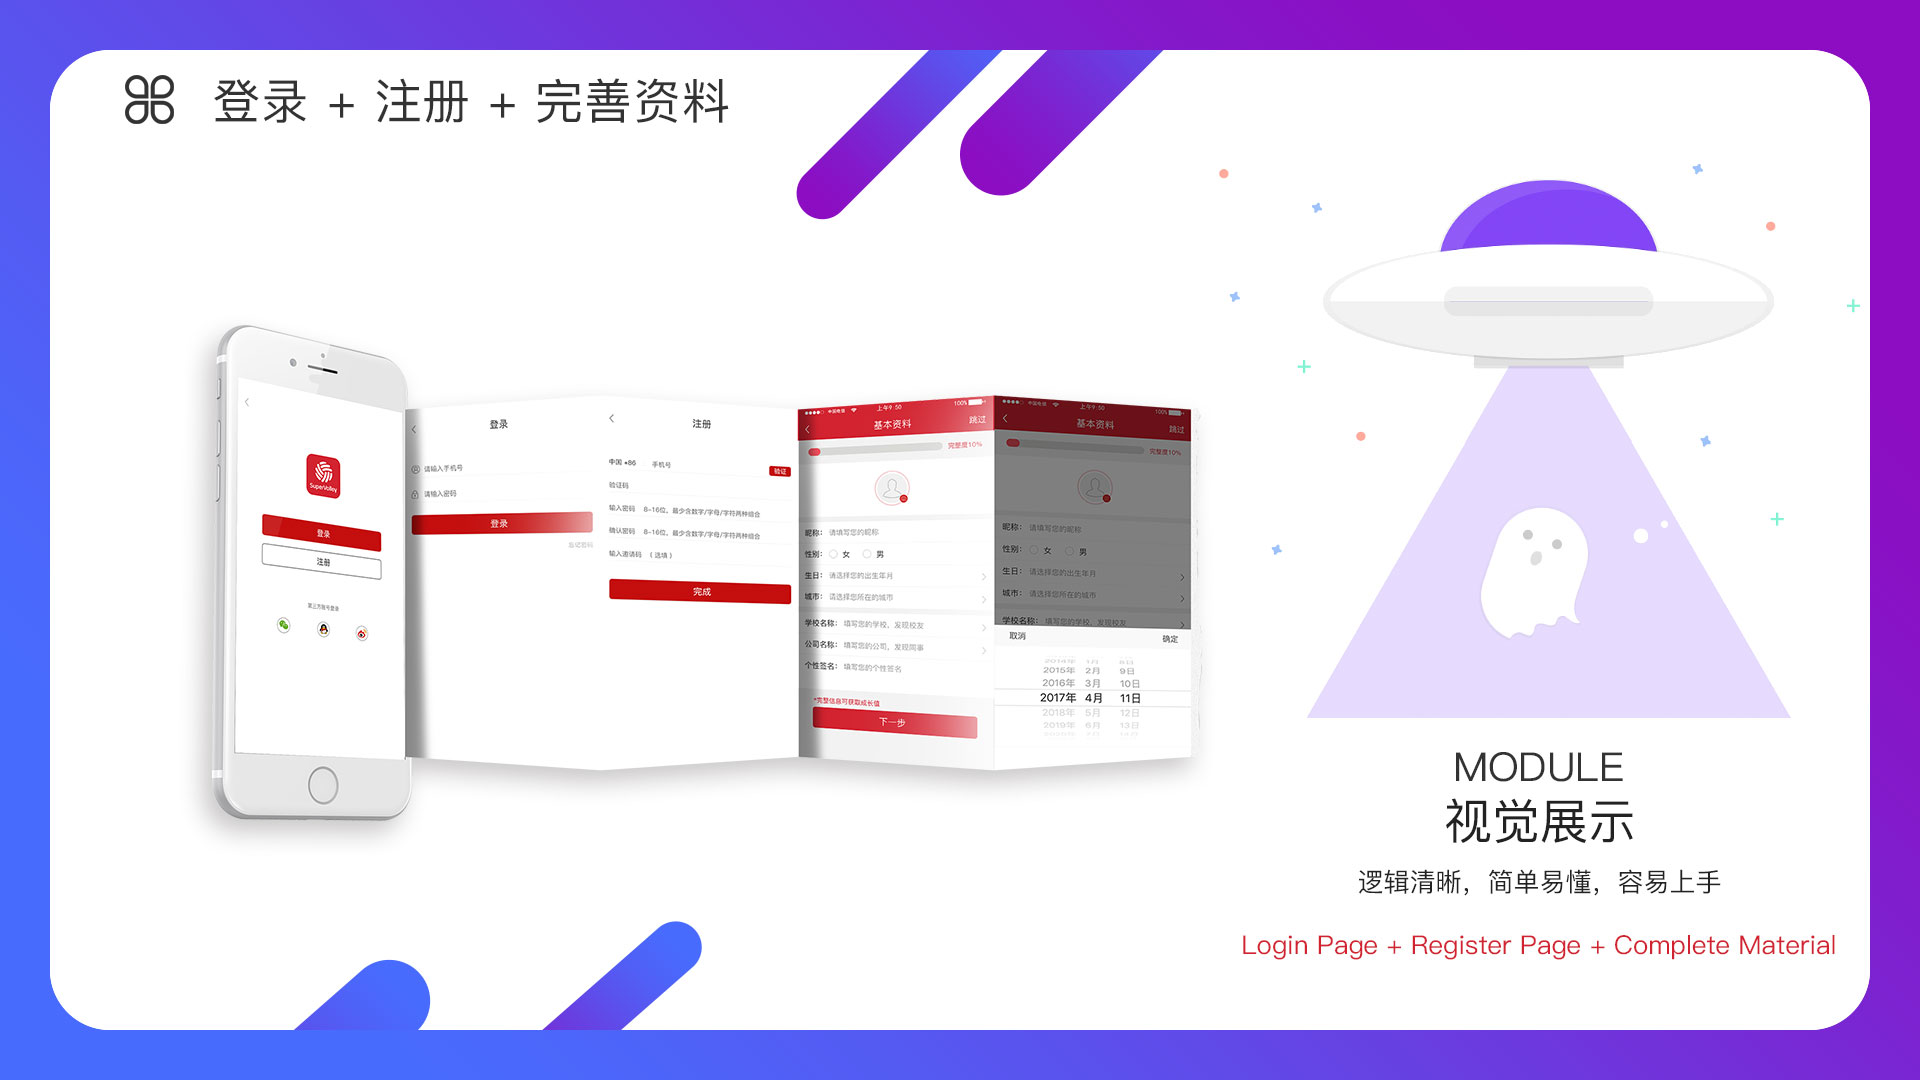 登录 + 注册 + 完善资料
SuperVolley
登录
注册
第三方账号登录
登录
请输入手机号
请输入密码
登录
忘记密码
注册
中国 +86 手机号
验证
验证码
输入密码 8-16位，最少含数字/字母/字符两种组合
确认密码 8-16位，最少含数字/字母/字符两种组合
输入邀请码 （选填）
完成
中国电信 上午9:50 100%
基本资料 跳过
完整度10%
昵称： 请填写您的昵称
性别： 女 男
生日： 请选择您的出生年月
城市： 请选择您所在的城市
学校名称： 填写您的学校，发现校友
公司名称： 填写您的公司，发现同事
个性签名： 填写您的个性签名
*完整信息可获取成长值
下一步
中国电信 上午9:50 100%
基本资料 跳过
完整度10%
昵称： 请填写您的昵称
性别： 女 男
生日： 请选择您的出生年月
城市： 请选择您所在的城市
学校名称： 填写您的学校，发现校友
取消 确定
2014年 1月 8日
2015年 2月 9日
2016年 3月 10日
2017年 4月 11日
2018年 5月 12日
2019年 6月 13日
MODULE
视觉展示
逻辑清晰，简单易懂，容易上手
Login Page + Register Page + Complete Material